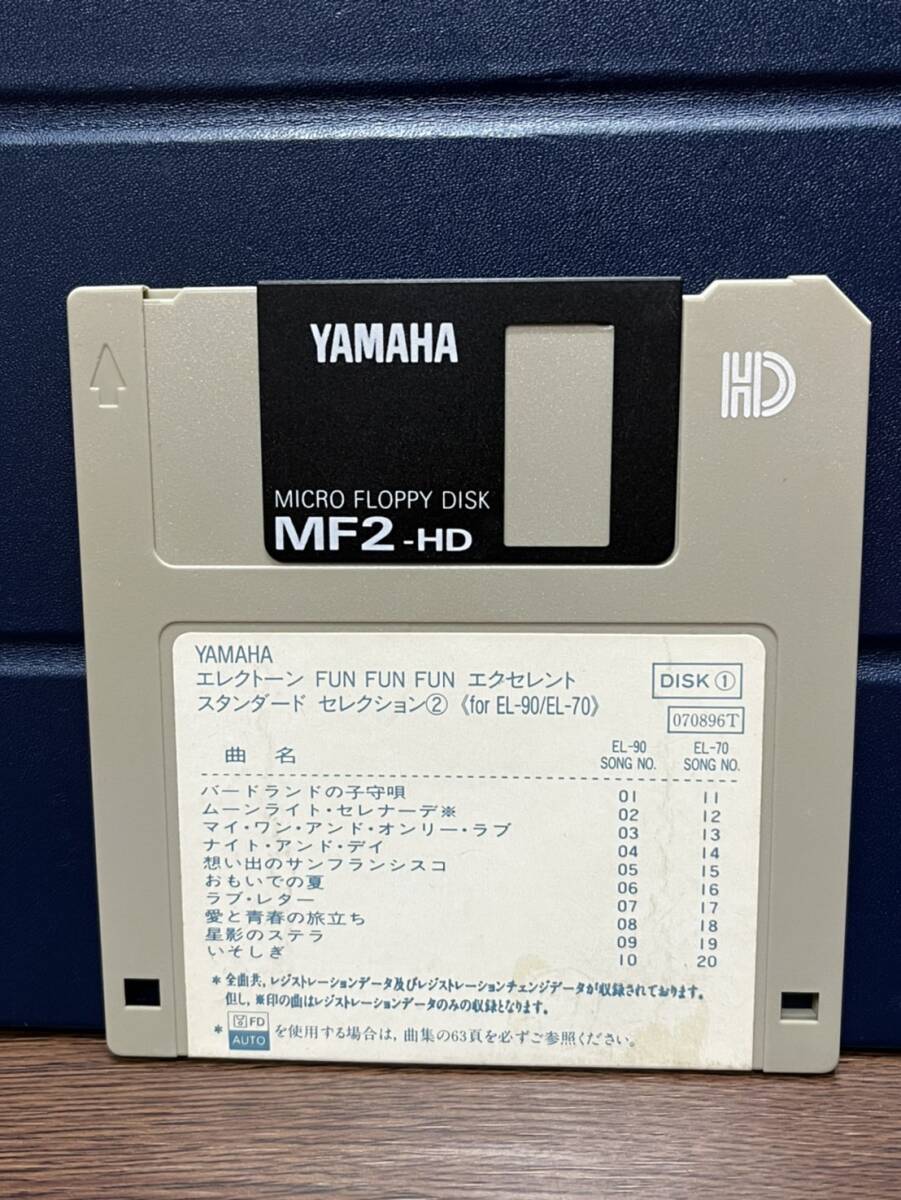 YAMAHA
HD
MICRO FLOPPY DISK
MF2-HD
YAMAHA
エレクトーン FUN FUN FUN エクセレント
スタンダード セレクション② 《for EL-90/EL-70》
DISK ①
070896T
曲 名 EL-90 SONG NO. EL-70 SONG NO.
バードランドの子守唄 01 11
ムーンライト・セレナーデ※ 02 12
マイ・ワン・アンド・オンリー・ラブ 03 13
ナイト・アンド・デイ 04 14
想い出のサンフランシスコ 05 15
おもいでの夏 06 16
ラブ・レター 07 17
愛と青春の旅立ち 08 18
星影のステラ 09 19
いそしぎ 10 20
* 全曲共，レジストレーションデータ及びレジストレーションチェンジデータが収録されております。
但し，※印の曲はレジストレーションデータのみの収録となります。
* FD AUTO を使用する場合は，曲集の63頁を必ずご参照ください。